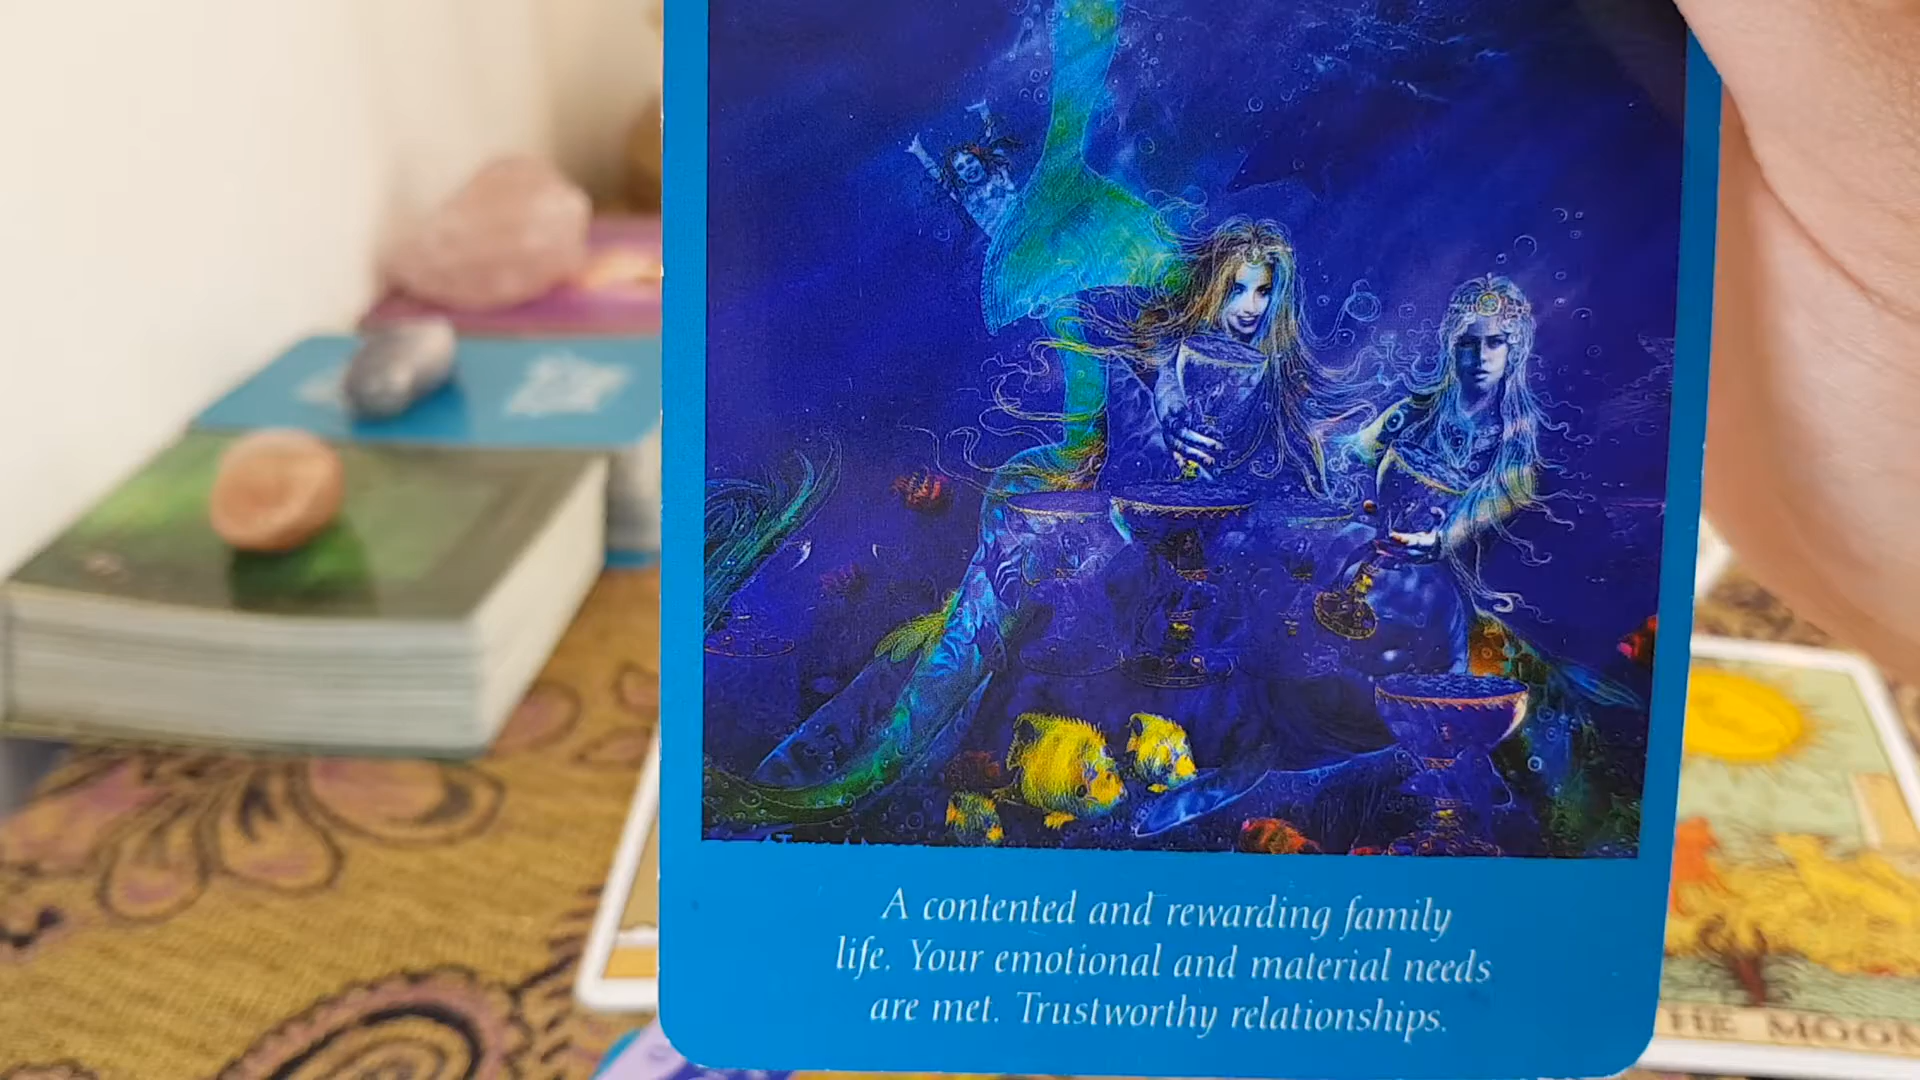 A contented and rewarding family
life. Your emotional and material needs
are met. Trustworthy relationships.
THE MOON